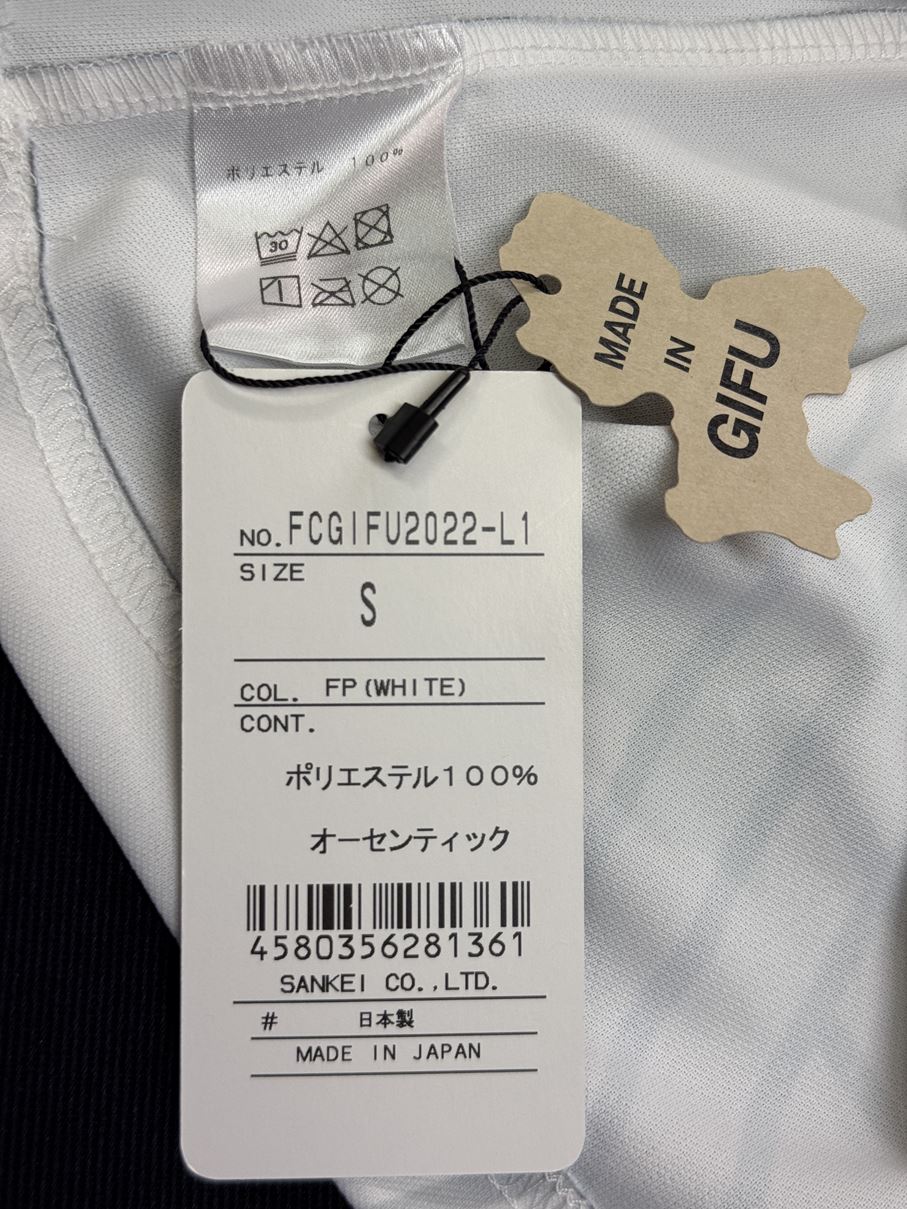 ポリエステル 100%
30
MADE
IN
GIFU
NO. FCGIFU2022-L1
SIZE
S
COL. FP(WHITE)
CONT.
ポリエステル100%
オーセンティック
4580356281361
SANKEI CO.,LTD.
# 日本製
MADE IN JAPAN